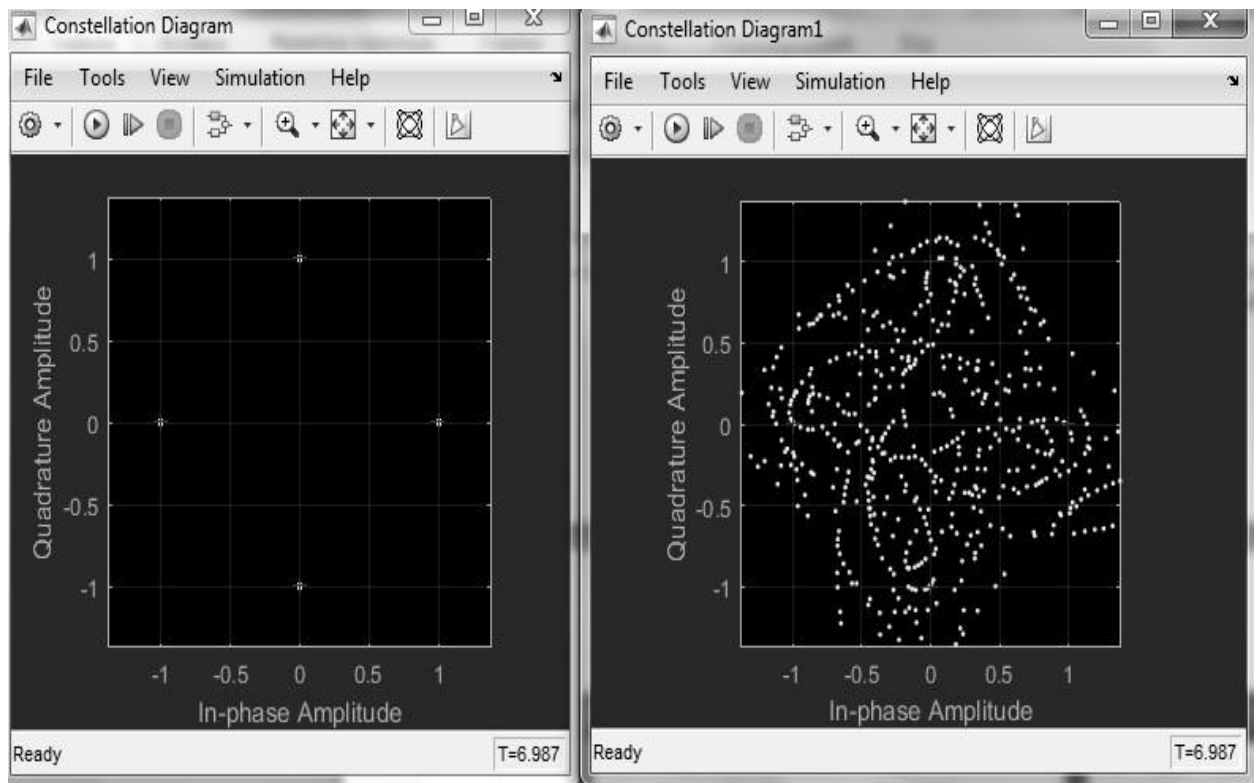 Constellation Diagram
File Tools View Simulation Help
1
0.5
0
-0.5
-1
Quadrature Amplitude
-1 -0.5 0 0.5 1
In-phase Amplitude
Ready T=6.987
Constellation Diagram1
File Tools View Simulation Help
1
0.5
0
-0.5
-1
Quadrature Amplitude
-1 -0.5 0 0.5 1
In-phase Amplitude
Ready T=6.987